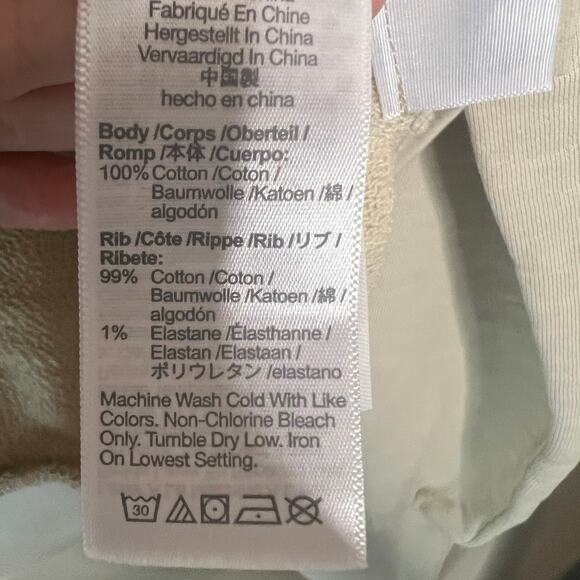 Fabriqué En Chine
Hergestellt In China
Vervaardigd In China
中国製
hecho en china
Body /Corps /Oberteil /
Romp /本体 /Cuerpo:
100% Cotton /Coton /
Baumwolle /Katoen /綿 /
algodón
Rib /Côte /Rippe /Rib /リブ /
Ribete:
99% Cotton /Coton /
Baumwolle /Katoen /綿 /
algodón
1% Elastane /Élasthanne /
Elastan /Elastaan /
ポリウレタン /elastano
Machine Wash Cold With Like
Colors. Non-Chlorine Bleach
Only. Tumble Dry Low. Iron
On Lowest Setting.
30